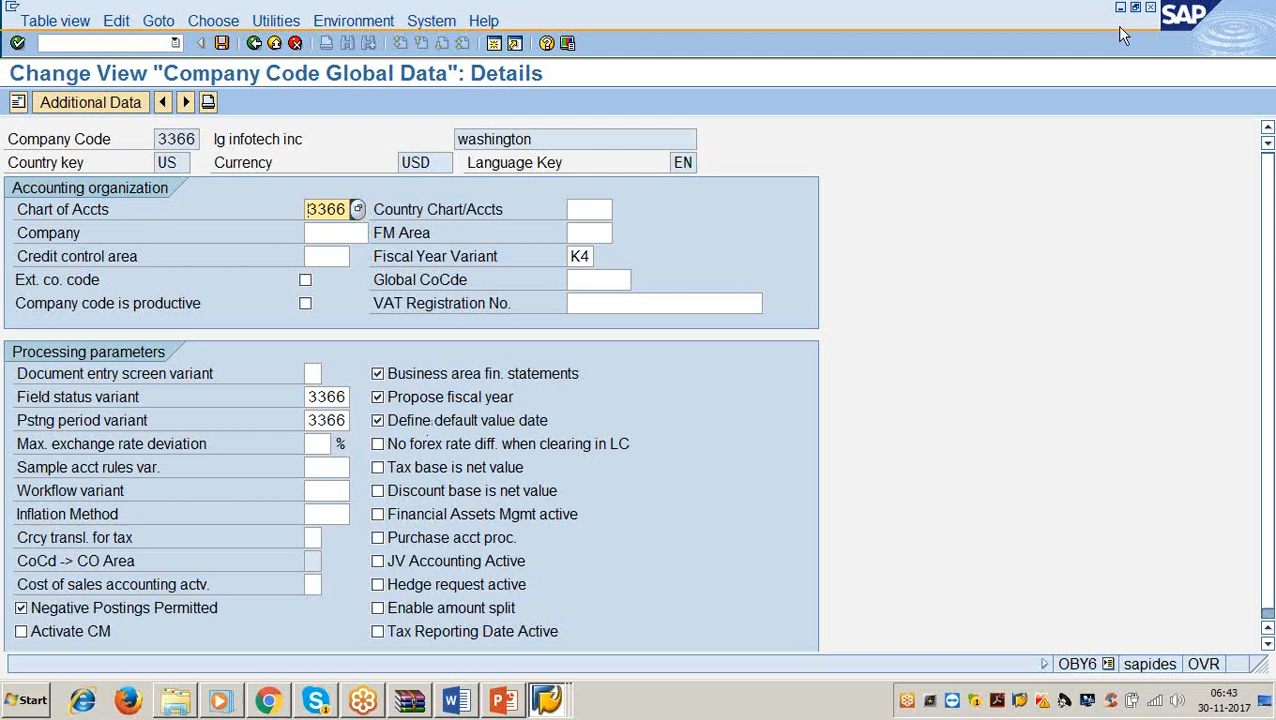 Table view Edit Goto Choose Utilities Environment System Help
SAP
Change View "Company Code Global Data": Details
Additional Data
Company Code 3366 lg infotech inc washington
Country key US Currency USD Language Key EN
Accounting organization
Chart of Accts 3366 Country Chart/Accts
Company FM Area
Credit control area Fiscal Year Variant K4
Ext. co. code Global CoCde
Company code is productive VAT Registration No.
Processing parameters
Document entry screen variant Business area fin. statements
Field status variant 3366 Propose fiscal year
Pstng period variant 3366 Define default value date
Max. exchange rate deviation % No forex rate diff. when clearing in LC
Sample acct rules var. Tax base is net value
Workflow variant Discount base is net value
Inflation Method Financial Assets Mgmt active
Crcy transl. for tax Purchase acct proc.
CoCd -> CO Area JV Accounting Active
Cost of sales accounting actv. Hedge request active
Negative Postings Permitted Enable amount split
Activate CM Tax Reporting Date Active
OBY6 sapides OVR
Start 06:43
30-11-2017